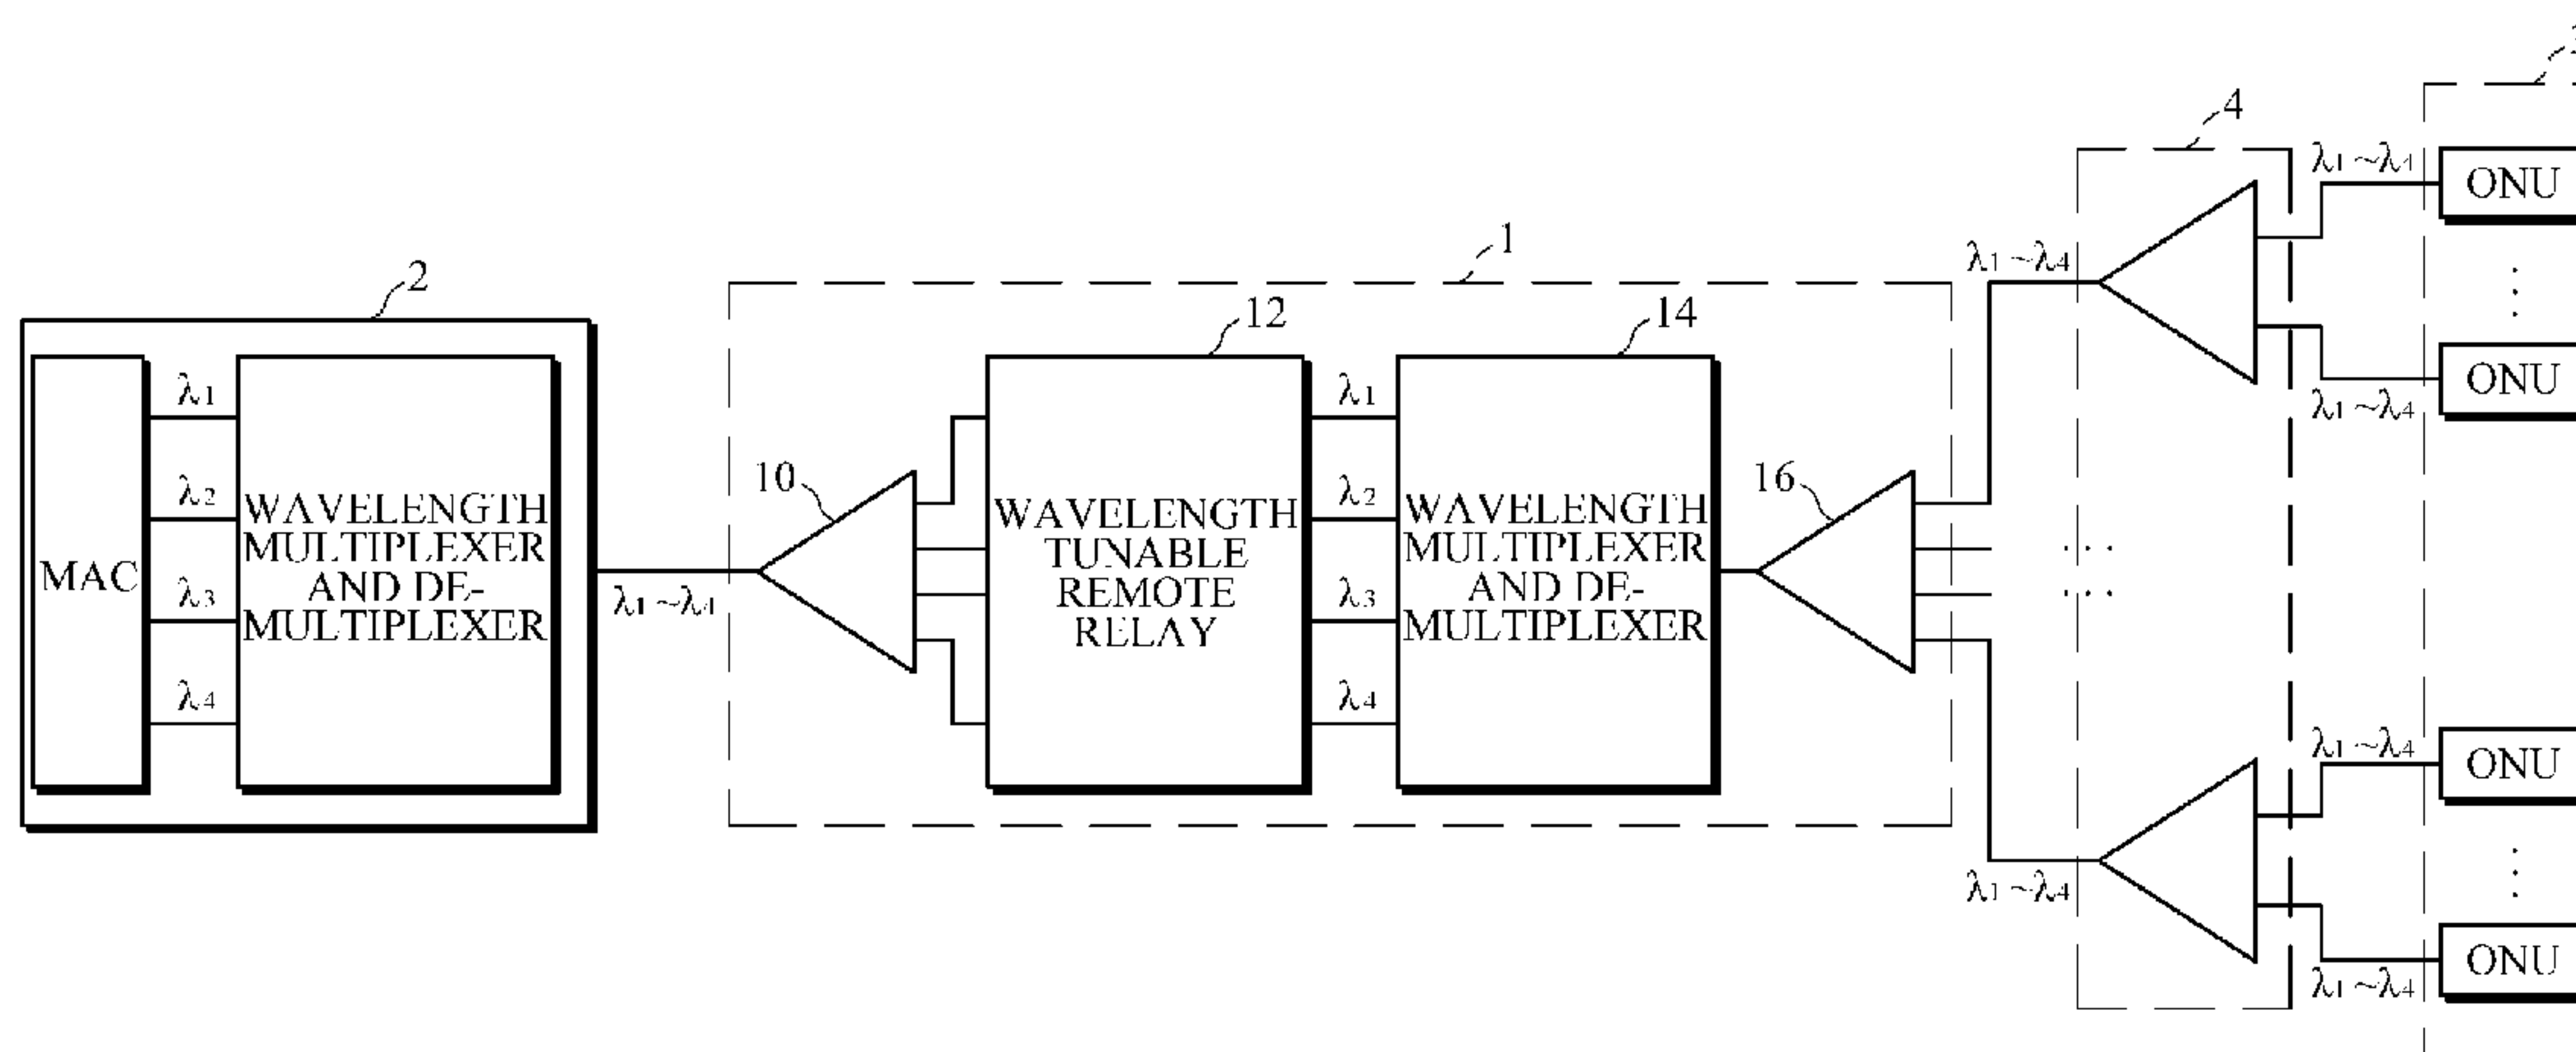 4
λ1 ~λ4
ONU
1
λ1 ~λ4
2
12
14
ONU
λ1
λ1
λ1 ~λ4
10
λ2
λ2
16
WAVELENGTH
MULTIPLEXER
AND DE-
MULTIPLEXER
WAVELENGTH
TUNABLE
REMOTE
RELAY
WAVELENGTH
MULTIPLEXER
AND DE-
MULTIPLEXER
MAC
λ3
λ1 ~λ4
λ3
λ4
λ4
λ1 ~λ4
ONU
λ1 ~λ4
ONU
λ1 ~λ4